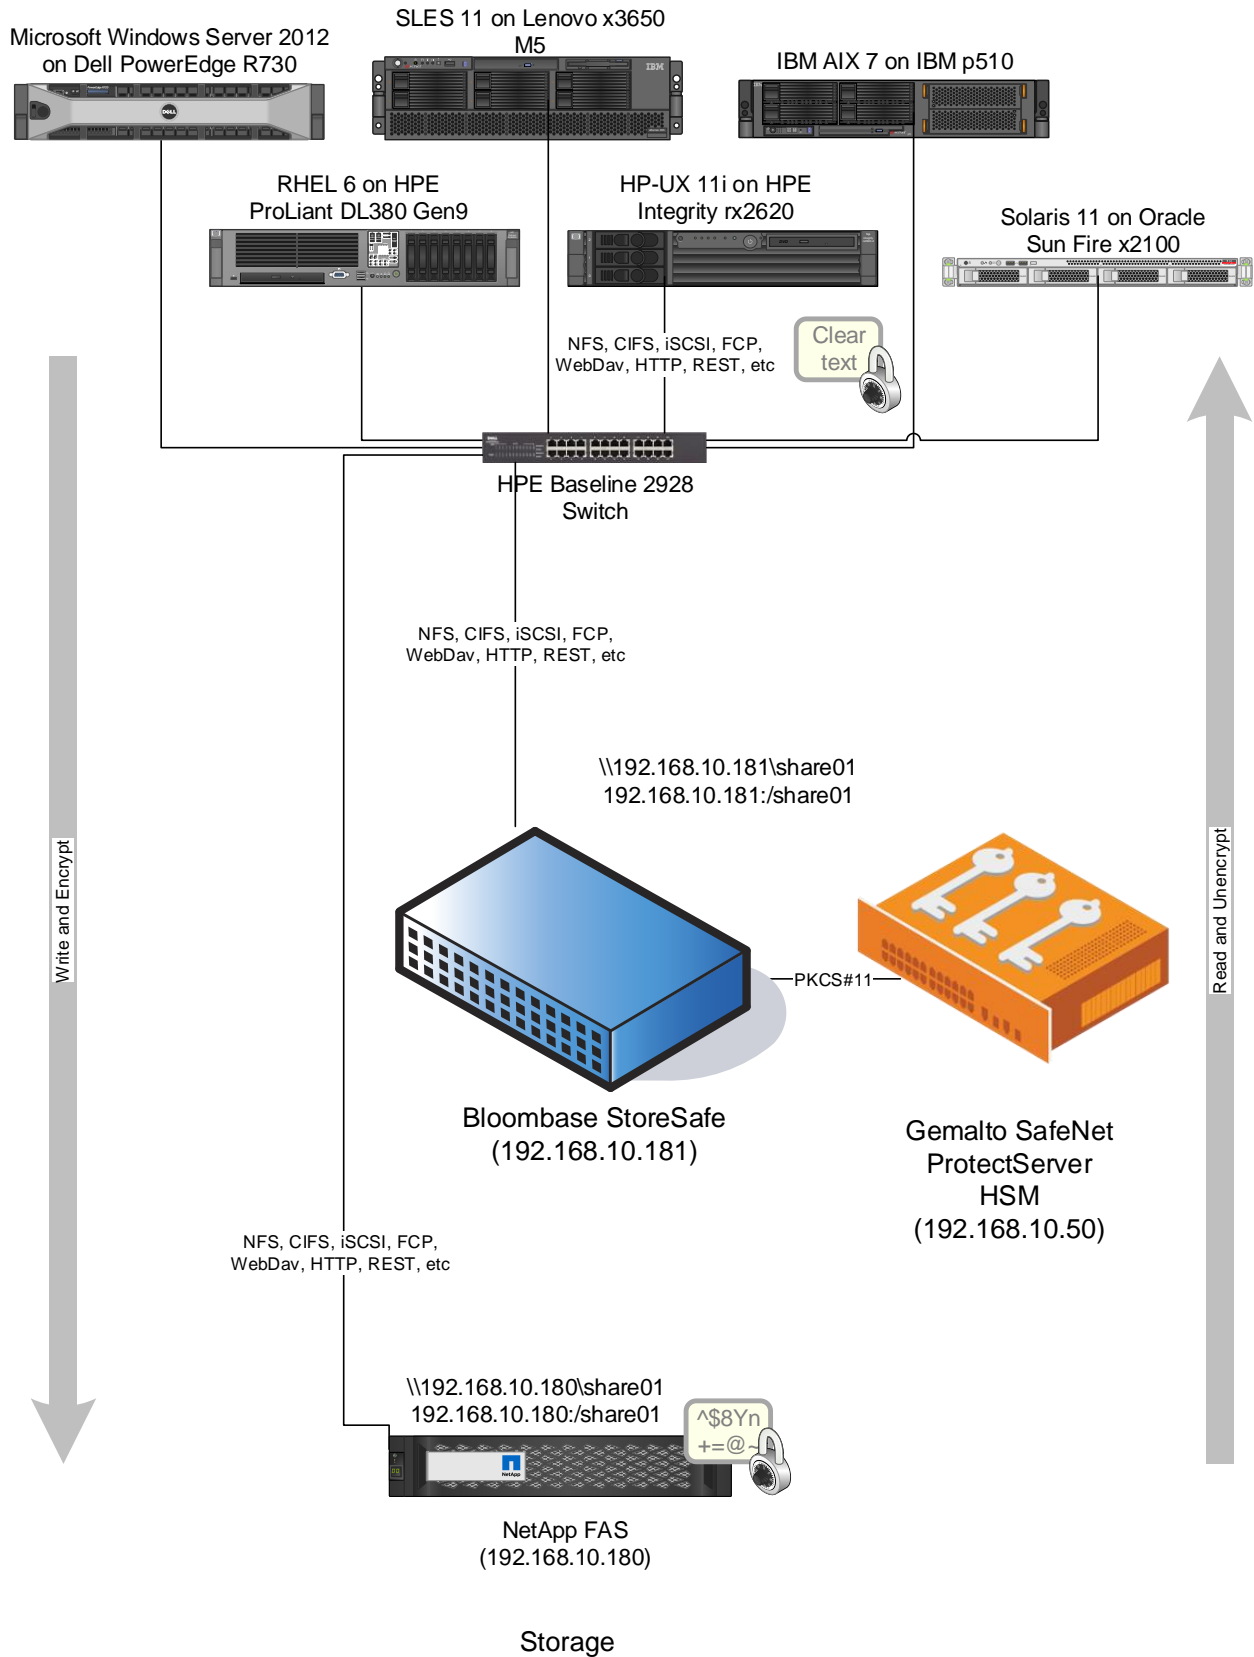 Microsoft Windows Server 2012
on Dell PowerEdge R730
SLES 11 on Lenovo x3650
M5
IBM AIX 7 on IBM p510
DELL
IBM
RHEL 6 on HPE
ProLiant DL380 Gen9
HP-UX 11i on HPE
Integrity rx2620
Solaris 11 on Oracle
Sun Fire x2100
NFS, CIFS, iSCSI, FCP,
WebDav, HTTP, REST, etc
Clear
text
HPE Baseline 2928
Switch
NFS, CIFS, iSCSI, FCP,
WebDav, HTTP, REST, etc
\\192.168.10.181\share01
192.168.10.181:/share01
Write and Encrypt
Read and Unencrypt
PKCS#11
Bloombase StoreSafe
(192.168.10.181)
Gemalto SafeNet
ProtectServer
HSM
(192.168.10.50)
NFS, CIFS, iSCSI, FCP,
WebDav, HTTP, REST, etc
\\192.168.10.180\share01
192.168.10.180:/share01
^$8Yn
+=@~
NetApp
NetApp FAS
(192.168.10.180)
Storage